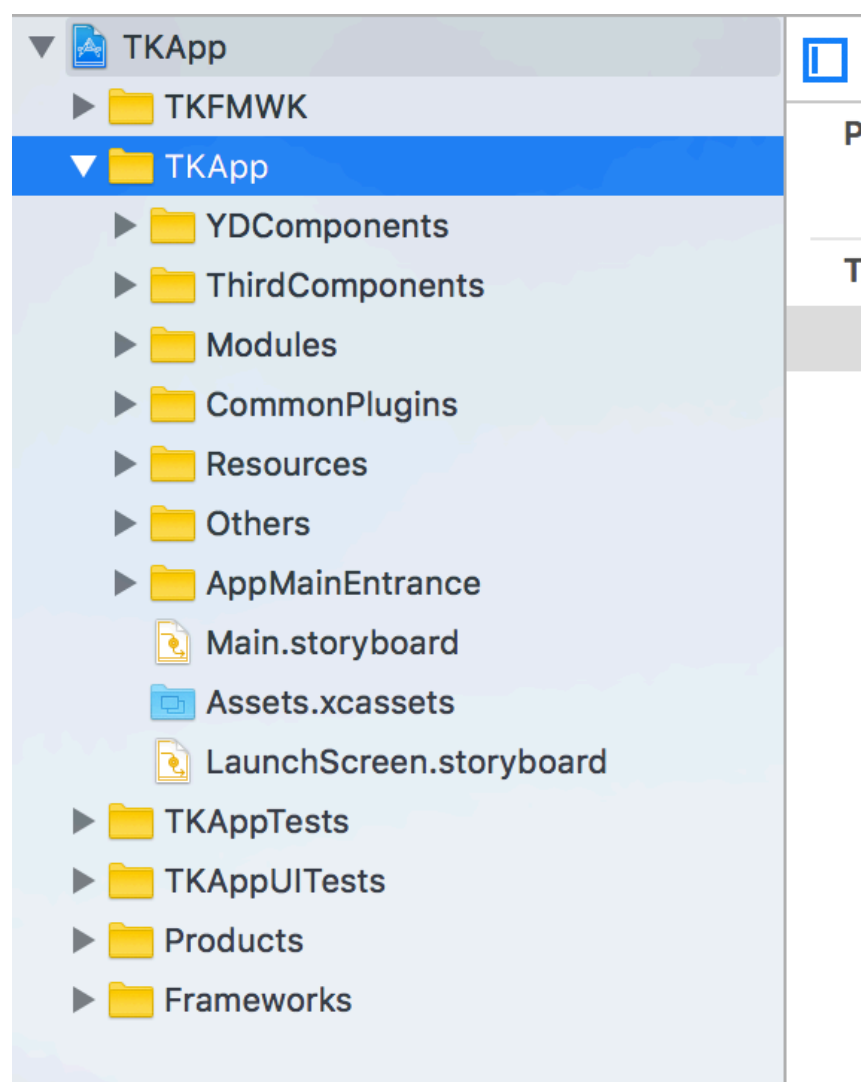 TKApp
TKFMWK
P
TKApp
YDComponents
T
ThirdComponents
Modules
CommonPlugins
Resources
Others
AppMainEntrance
Main.storyboard
Assets.xcassets
LaunchScreen.storyboard
TKAppTests
TKAppUITests
Products
Frameworks